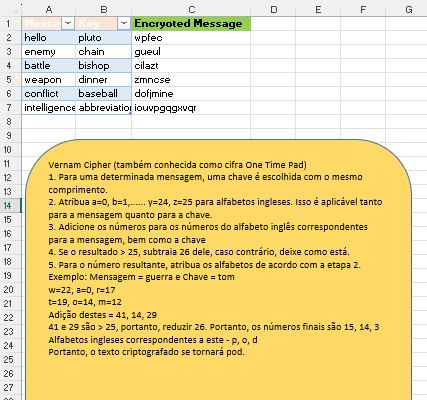 A B C D E F G
1 Messa Key Encryoted Message
2 hello pluto wpfec
3 enemy chain gueul
4 battle bishop cilazt
5 weapon dinner zmncse
6 conflict baseball dofjmine
7 intelligence abbreviatio iouvpgqgxvqr
8
9
10
11
12
13
14
15
16
17
18
19
20
21
22
23
24
25
26
27
Vernam Cipher (também conhecida como cifra One Time Pad)
1. Para uma determinada mensagem, uma chave é escolhida com o mesmo
comprimento.
2. Atribua a=0, b=1,...... y=24, z=25 para alfabetos ingleses. Isso é aplicável tanto
para a mensagem quanto para a chave.
3. Adicione os números para os números do alfabeto inglês correspondentes
para a mensagem, bem como a chave
4. Se o resultado > 25, subtraia 26 dele, caso contrário, deixe como está.
5. Para o número resultante, atribua os alfabetos de acordo com a etapa 2.
Exemplo: Mensagem = guerra e Chave = tom
w=22, a=0, r=17
t=19, o=14, m=12
Adição destes = 41, 14, 29
41 e 29 são > 25, portanto, reduzir 26. Portanto, os números finais são 15, 14, 3
Alfabetos ingleses correspondentes a este - p, o, d
Portanto, o texto criptografado se tornará pod.